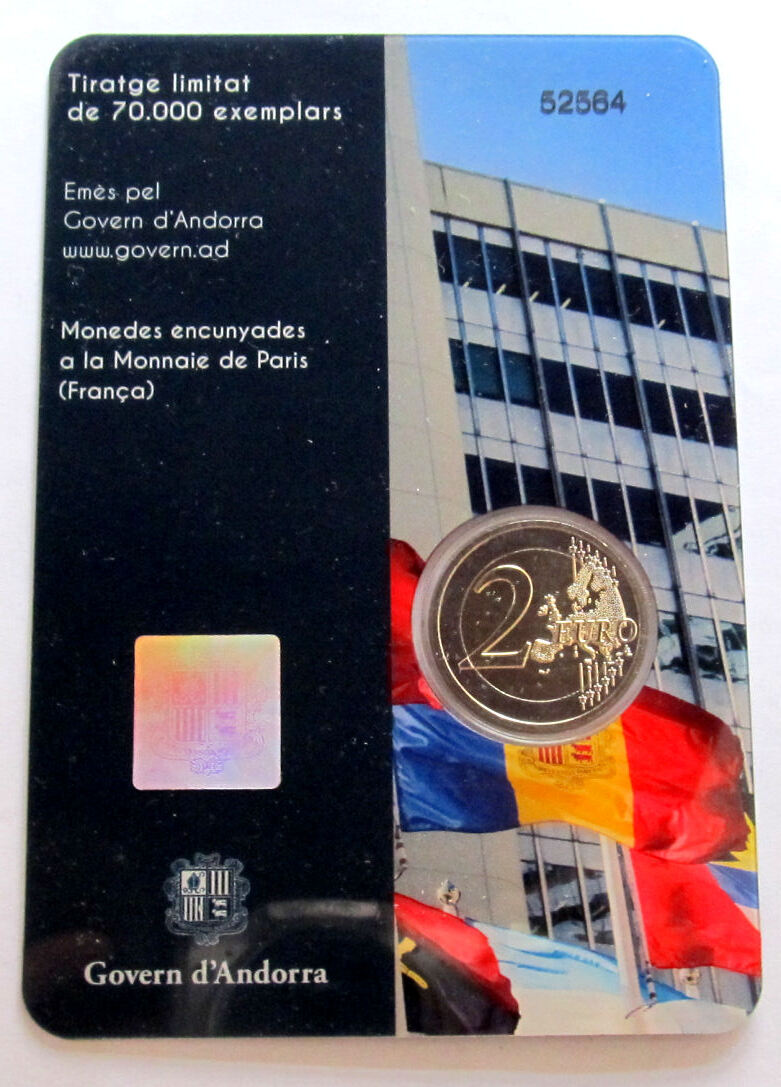 Tiratge limitat
de 70.000 exemplars
52564
Emès pel
Govern d'Andorra
www.govern.ad
Monedes encunyades
a la Monnaie de Paris
(França)
2 EURO
Govern d'Andorra